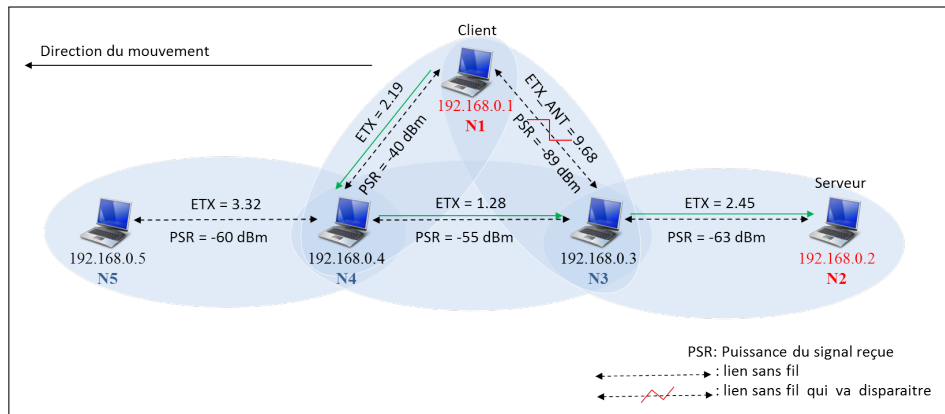 Client
Direction du mouvement
ETX = 2.19
PSR = -40 dBm
192.168.0.1
N1
ETX_ANT = 9.68
PSR = -89 dBm
Serveur
ETX = 3.32
PSR = -60 dBm
ETX = 1.28
PSR = -55 dBm
ETX = 2.45
PSR = -63 dBm
192.168.0.5
N5
192.168.0.4
N4
192.168.0.3
N3
192.168.0.2
N2
PSR: Puissance du signal reçue
: lien sans fil
: lien sans fil qui va disparaitre